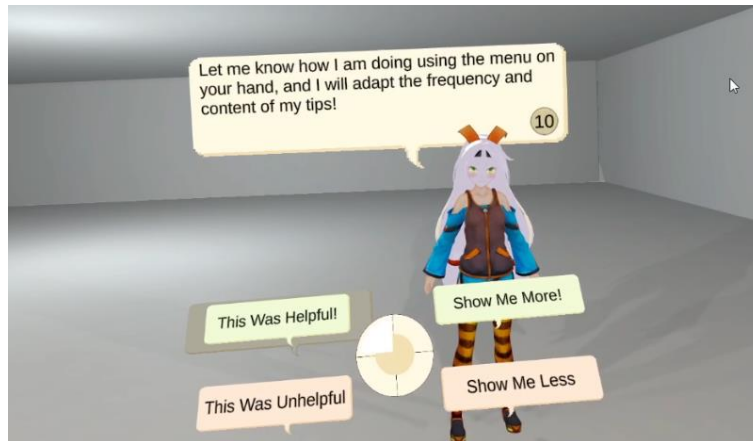 Let me know how I am doing using the menu on
your hand, and I will adapt the frequency and
content of my tips!
10
This Was Helpful!
Show Me More!
This Was Unhelpful
Show Me Less